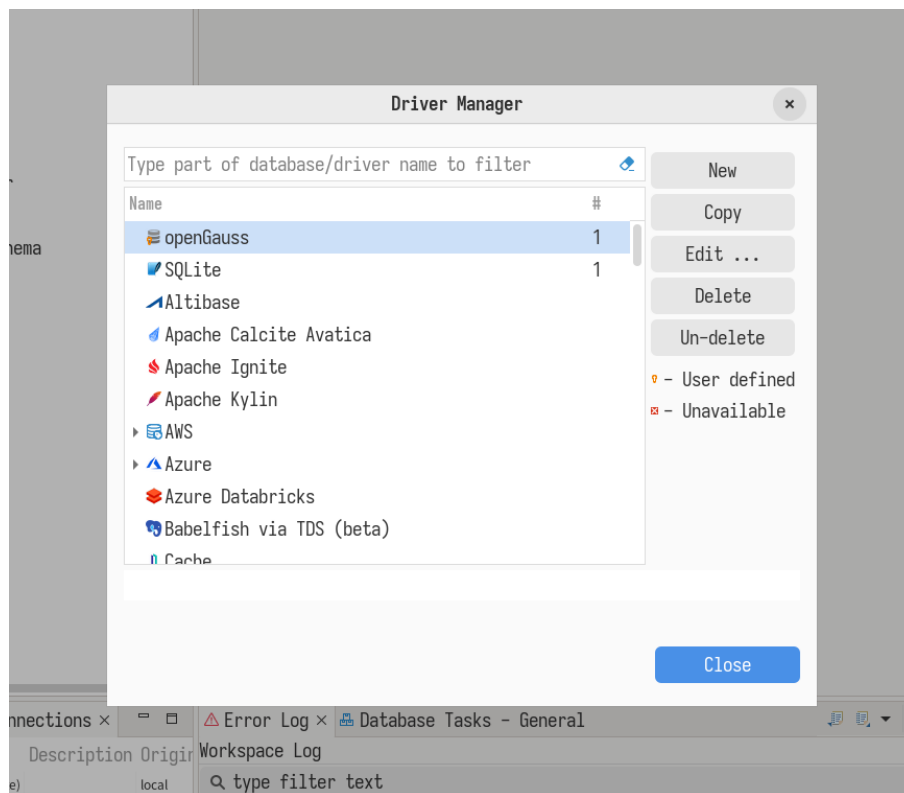 Driver Manager
Type part of database/driver name to filter
New
Name #
Copy
openGauss 1
Edit ...
SQLite 1
Delete
Altibase
Un-delete
Apache Calcite Avatica
Apache Ignite
– User defined
Apache Kylin
– Unavailable
AWS
Azure
Azure Databricks
Babelfish via TDS (beta)
Cache
Close
Error Log Database Tasks - General
Description Workspace Log
local type filter text